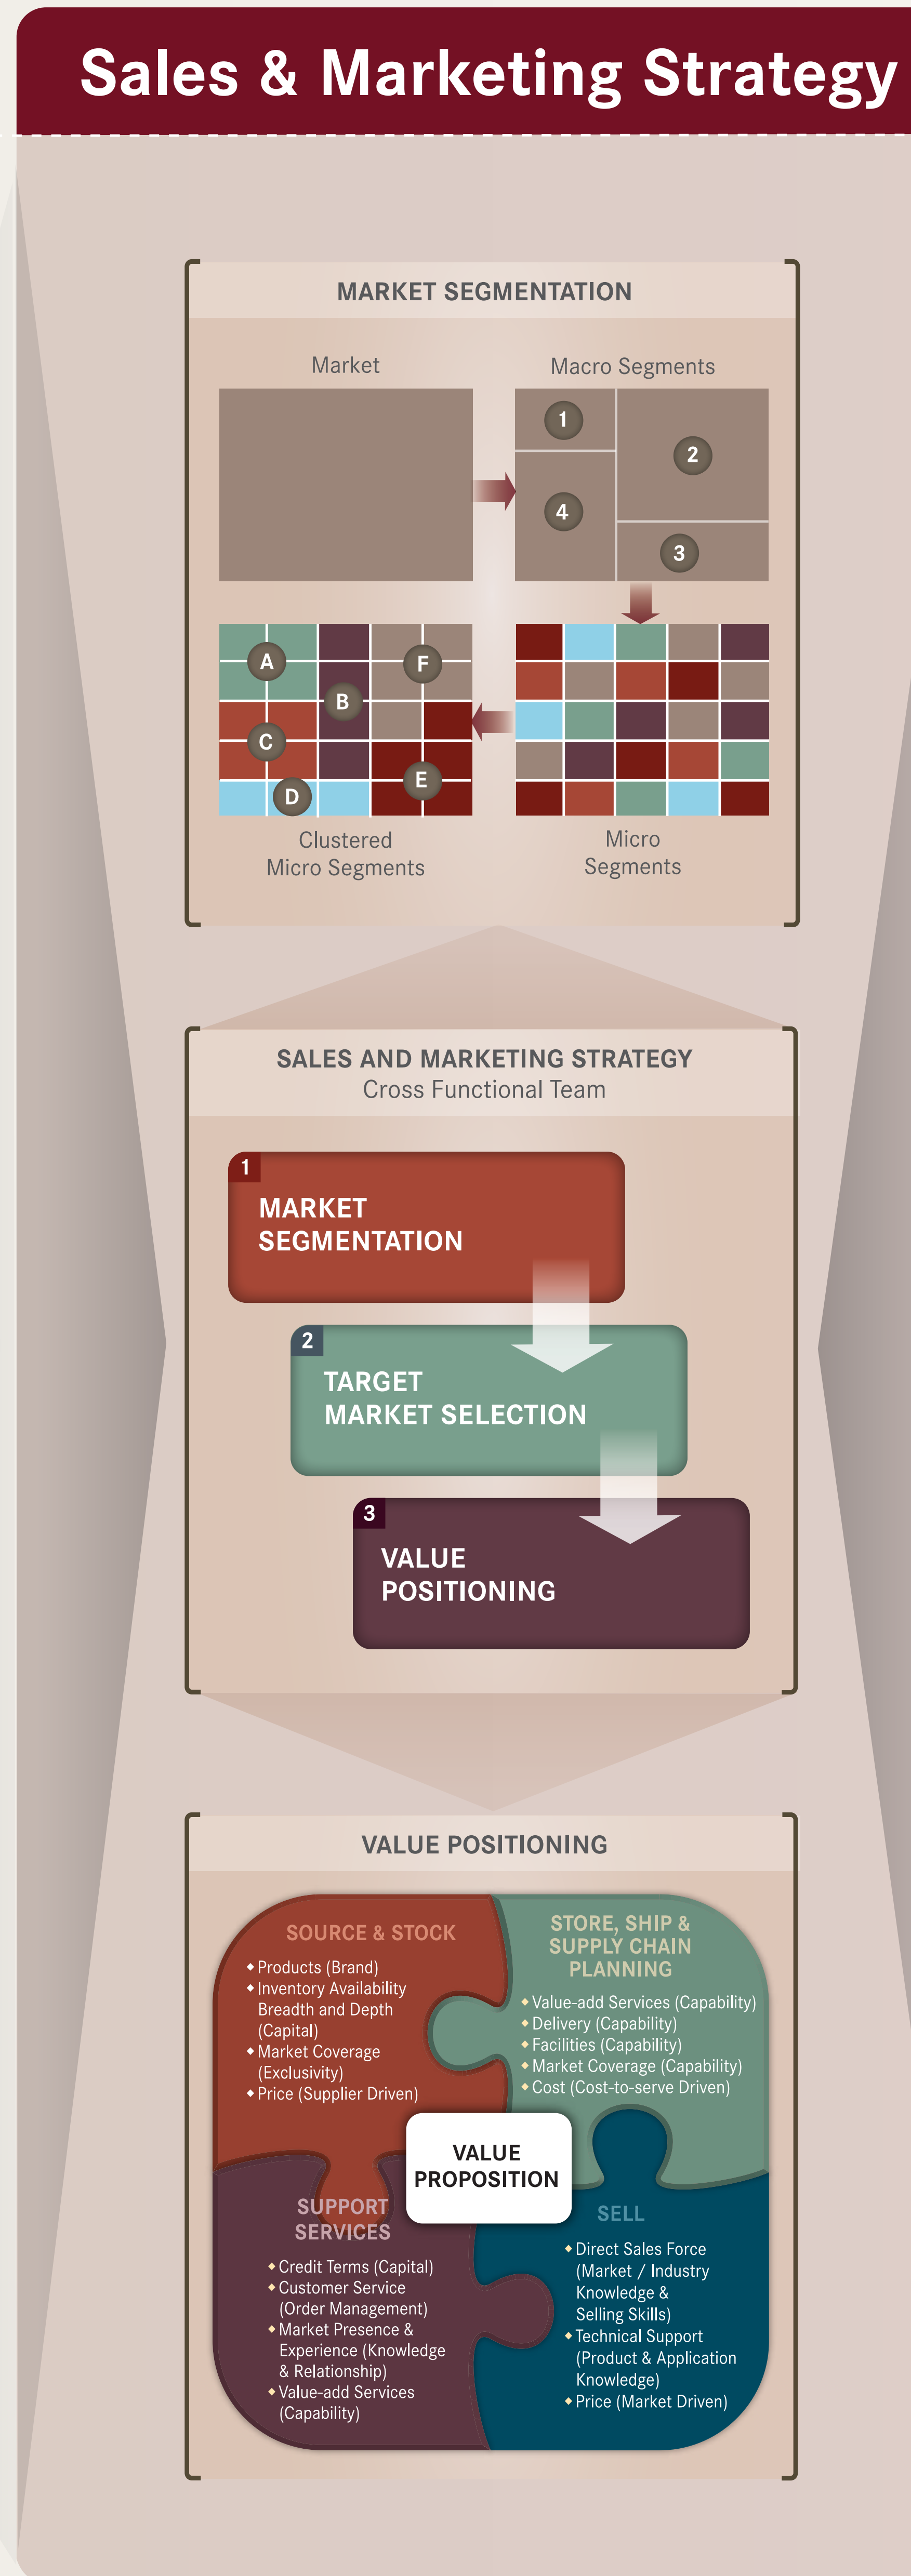 Sales & Marketing Strategy
MARKET SEGMENTATION
Market
Macro Segments
1
2
4
3
A
F
B
C
E
D
Clustered
Micro Segments
Micro
Segments
SALES AND MARKETING STRATEGY
Cross Functional Team
1
MARKET
SEGMENTATION
2
TARGET
MARKET SELECTION
3
VALUE
POSITIONING
VALUE POSITIONING
SOURCE & STOCK
Products (Brand)
Inventory Availability
Breadth and Depth
(Capital)
Market Coverage
(Exclusivity)
Price (Supplier Driven)
STORE, SHIP &
SUPPLY CHAIN
PLANNING
Value-add Services (Capability)
Delivery (Capability)
Facilities (Capability)
Market Coverage (Capability)
Cost (Cost-to-serve Driven)
VALUE
PROPOSITION
SUPPORT
SERVICES
Credit Terms (Capital)
Customer Service
(Order Management)
Market Presence &
Experience (Knowledge
& Relationship)
Value-add Services
(Capability)
SELL
Direct Sales Force
(Market / Industry
Knowledge &
Selling Skills)
Technical Support
(Product & Application
Knowledge)
Price (Market Driven)